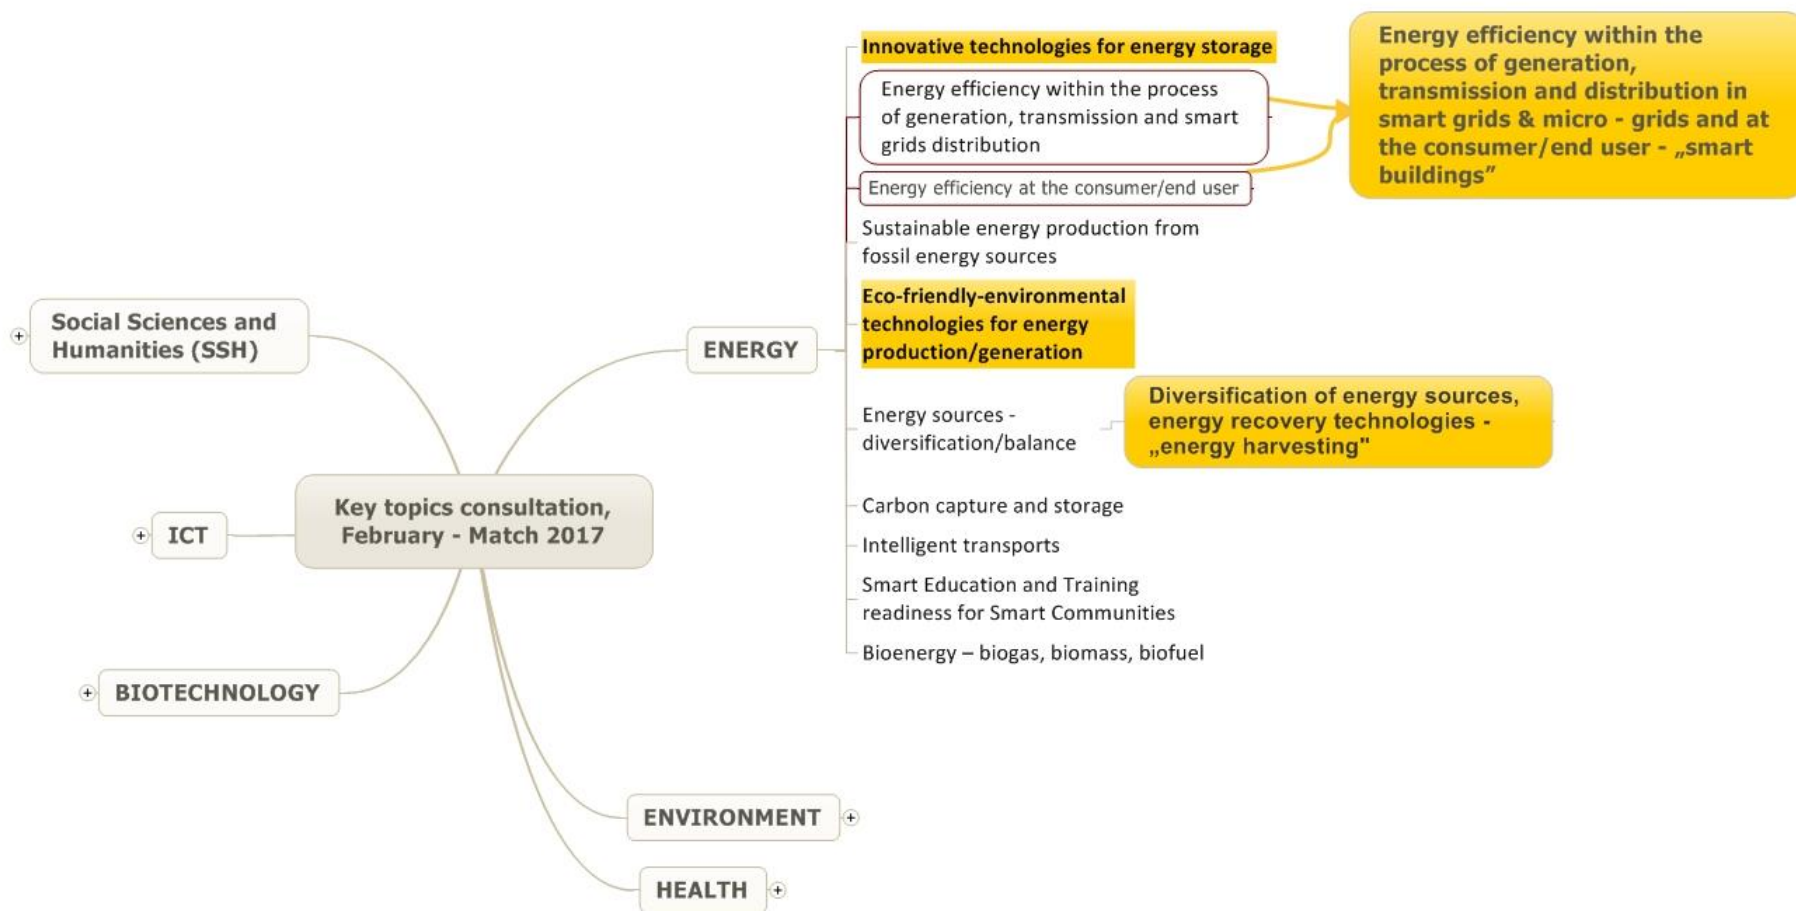 Innovative technologies for energy storage
Energy efficiency within the process
of generation, transmission and smart
grids distribution
Energy efficiency at the consumer/end user
Energy efficiency within the
process of generation,
transmission and distribution in
smart grids & micro - grids and at
the consumer/end user - „smart
buildings”
Sustainable energy production from
fossil energy sources
Eco-friendly-environmental
technologies for energy
production/generation
Social Sciences and
Humanities (SSH)
ENERGY
Energy sources -
diversification/balance
Diversification of energy sources,
energy recovery technologies -
„energy harvesting"
Key topics consultation,
February - Match 2017
ICT
Carbon capture and storage
Intelligent transports
Smart Education and Training
readiness for Smart Communities
Bioenergy – biogas, biomass, biofuel
BIOTECHNOLOGY
ENVIRONMENT
HEALTH